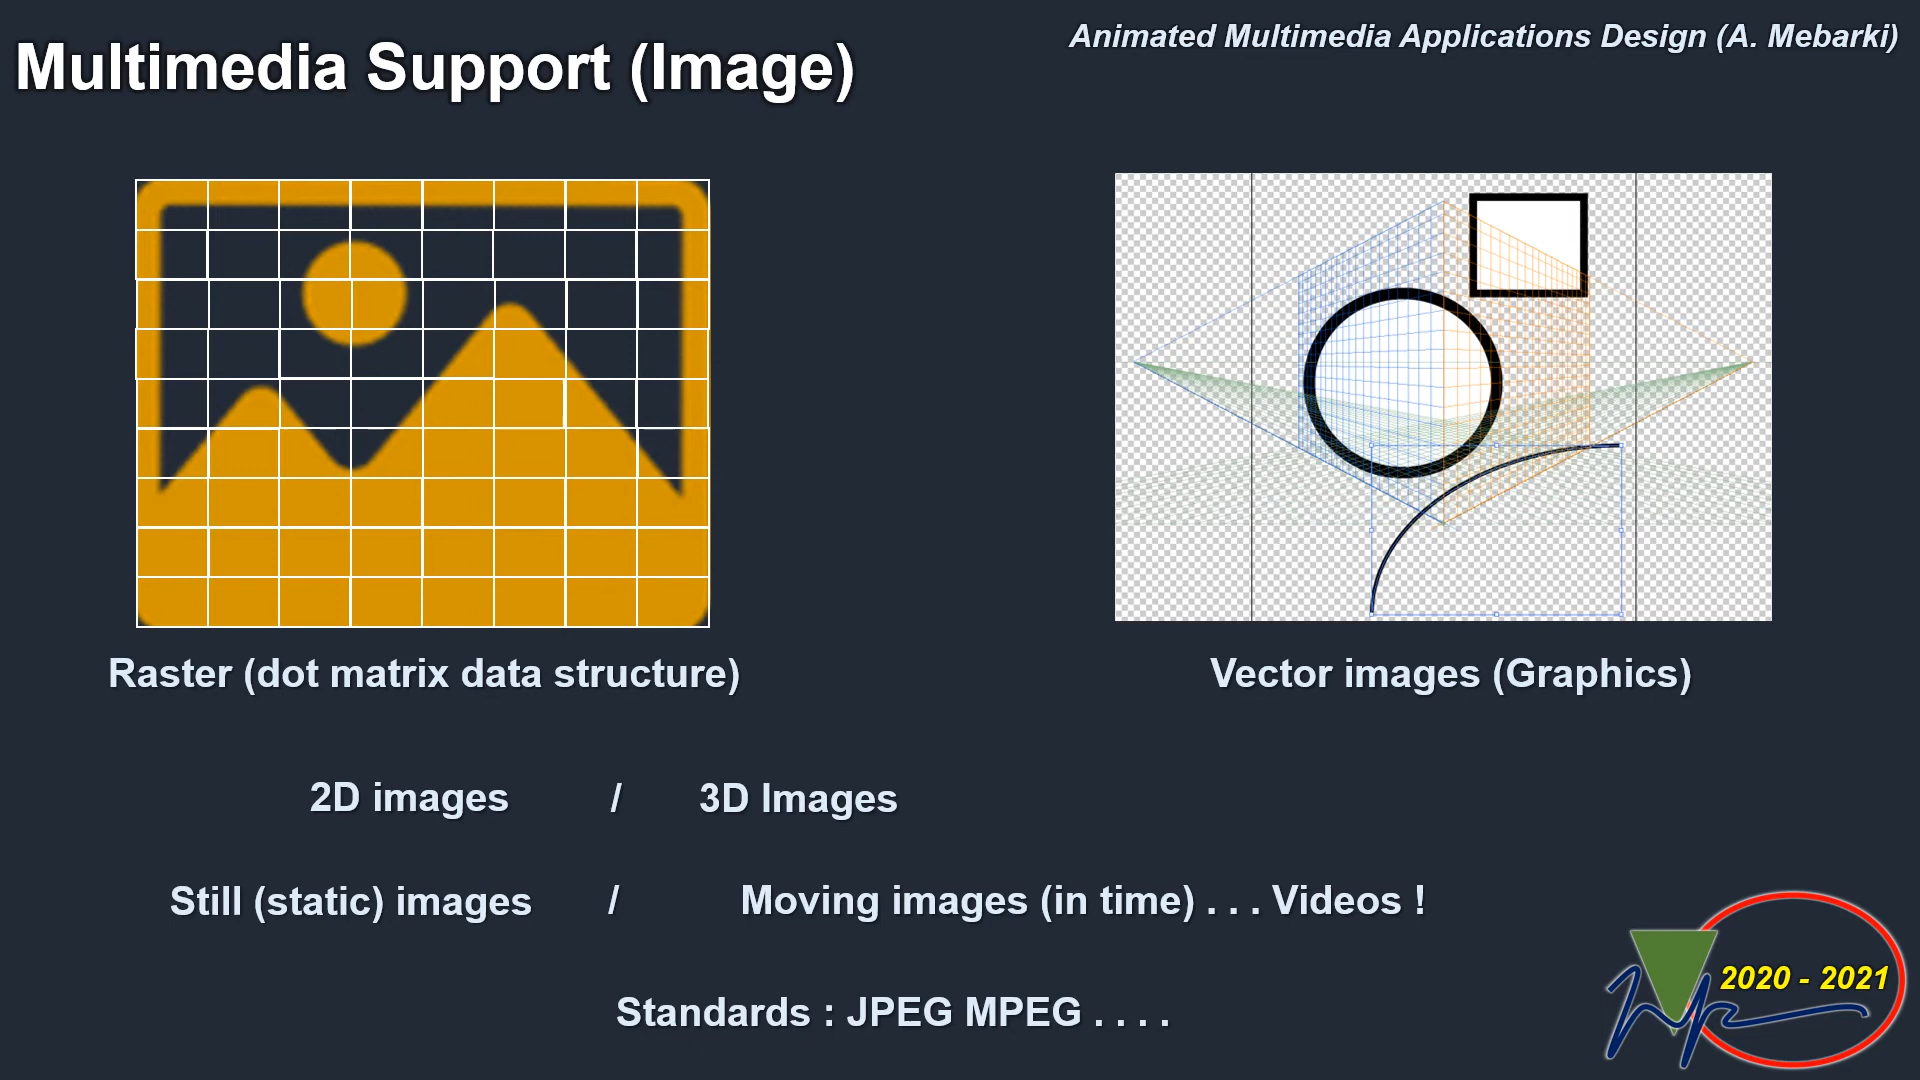 Multimedia Support (Image)
Animated Multimedia Applications Design (A. Mebarki)
Raster (dot matrix data structure)
Vector images (Graphics)
2D images / 3D Images
Still (static) images / Moving images (in time) . . . Videos !
Standards : JPEG MPEG . . . .
2020 - 2021